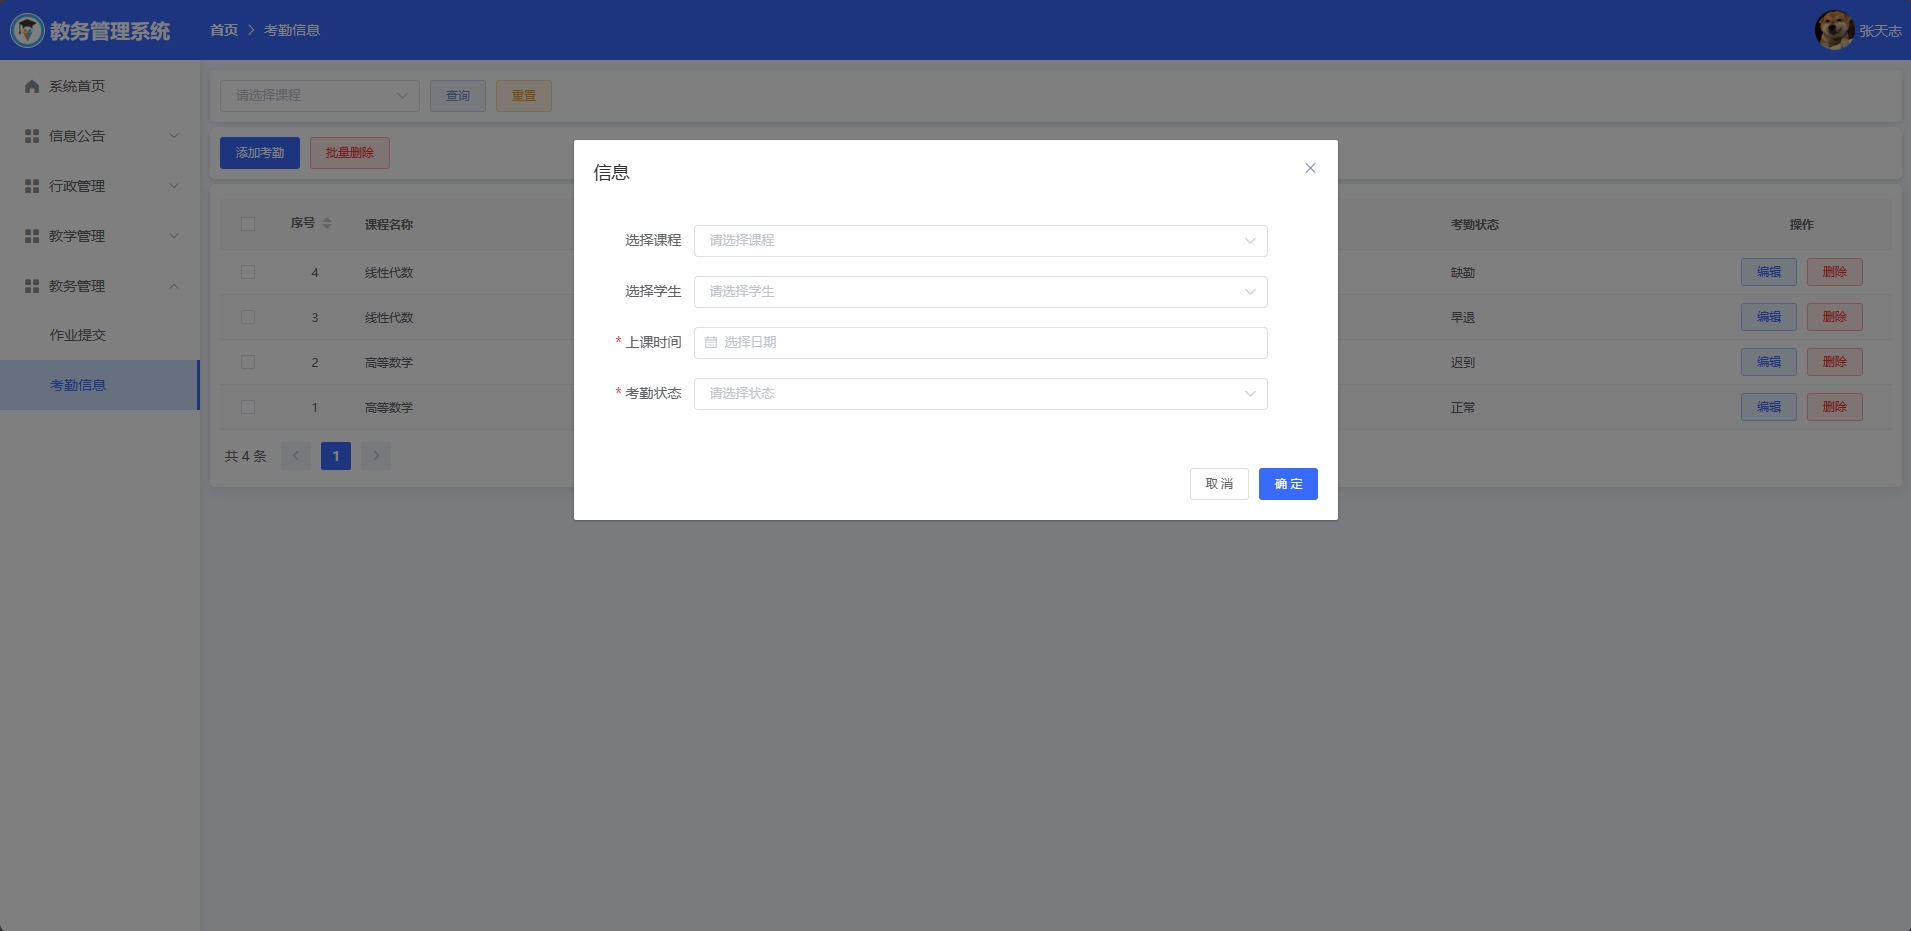 教务管理系统
首页 > 考勤信息
张天志
系统首页
信息公告
行政管理
教学管理
教务管理
作业提交
考勤信息
请选择课程 查询 重置
添加考勤 批量删除
序号 课程名称 考勤状态 操作
4 线性代数 缺勤 编辑 删除
3 线性代数 早退 编辑 删除
2 高等数学 迟到 编辑 删除
1 高等数学 正常 编辑 删除
共 4 条 < 1 >
信息
选择课程 请选择课程
选择学生 请选择学生
* 上课时间 选择日期
* 考勤状态 请选择状态
取 消 确 定